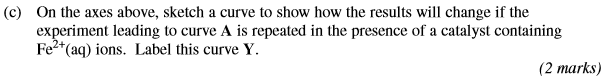 (c) On the axes above, sketch a curve to show how the results will change if the
experiment leading to curve A is repeated in the presence of a catalyst containing
Fe²⁺(aq) ions. Label this curve Y.
(2 marks)